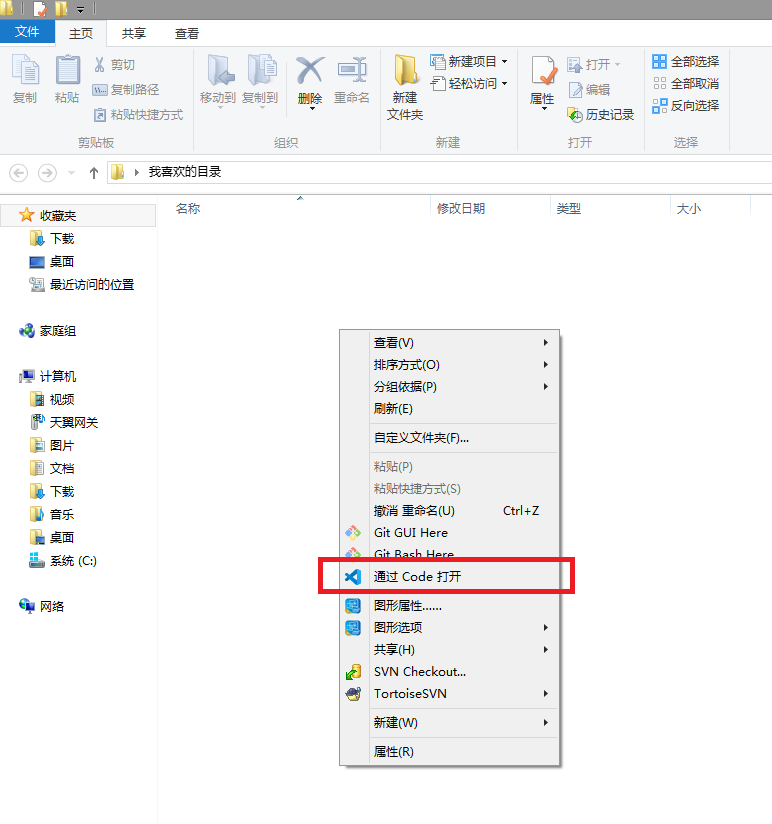 文件 主页 共享 查看
复制
粘贴
剪切
复制路径
粘贴快捷方式
剪贴板
移动到
复制到
删除
重命名
组织
新建
文件夹
新建项目
轻松访问
新建
属性
打开
编辑
历史记录
打开
全部选择
全部取消
反向选择
选择
我喜欢的目录
名称 修改日期 类型 大小
收藏夹
下载
桌面
最近访问的位置
家庭组
计算机
视频
天翼网关
图片
文档
下载
音乐
桌面
系统 (C:)
网络
查看(V)
排序方式(O)
分组依据(P)
刷新(E)
自定义文件夹(F)...
粘贴(P)
粘贴快捷方式(S)
撤消 重命名(U) Ctrl+Z
Git GUI Here
Git Bash Here
通过 Code 打开
图形属性......
图形选项
共享(H)
SVN Checkout...
TortoiseSVN
新建(W)
属性(R)